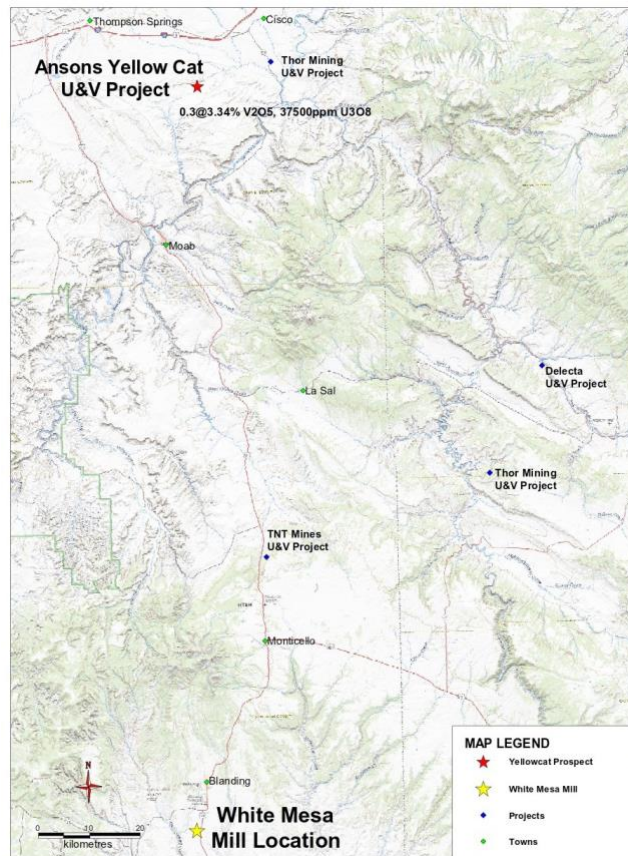 Thompson Springs
Cisco
Ansons Yellow Cat
U&V Project
Thor Mining
U&V Project
0.3@3.34% V2O5, 37500ppm U3O8
Moab
Delecta
U&V Project
La Sal
Thor Mining
U&V Project
TNT Mines
U&V Project
Monticello
Blanding
White Mesa
Mill Location
N
0 10 20
kilometres
MAP LEGEND
Yellowcat Prospect
White Mesa Mill
Projects
Towns